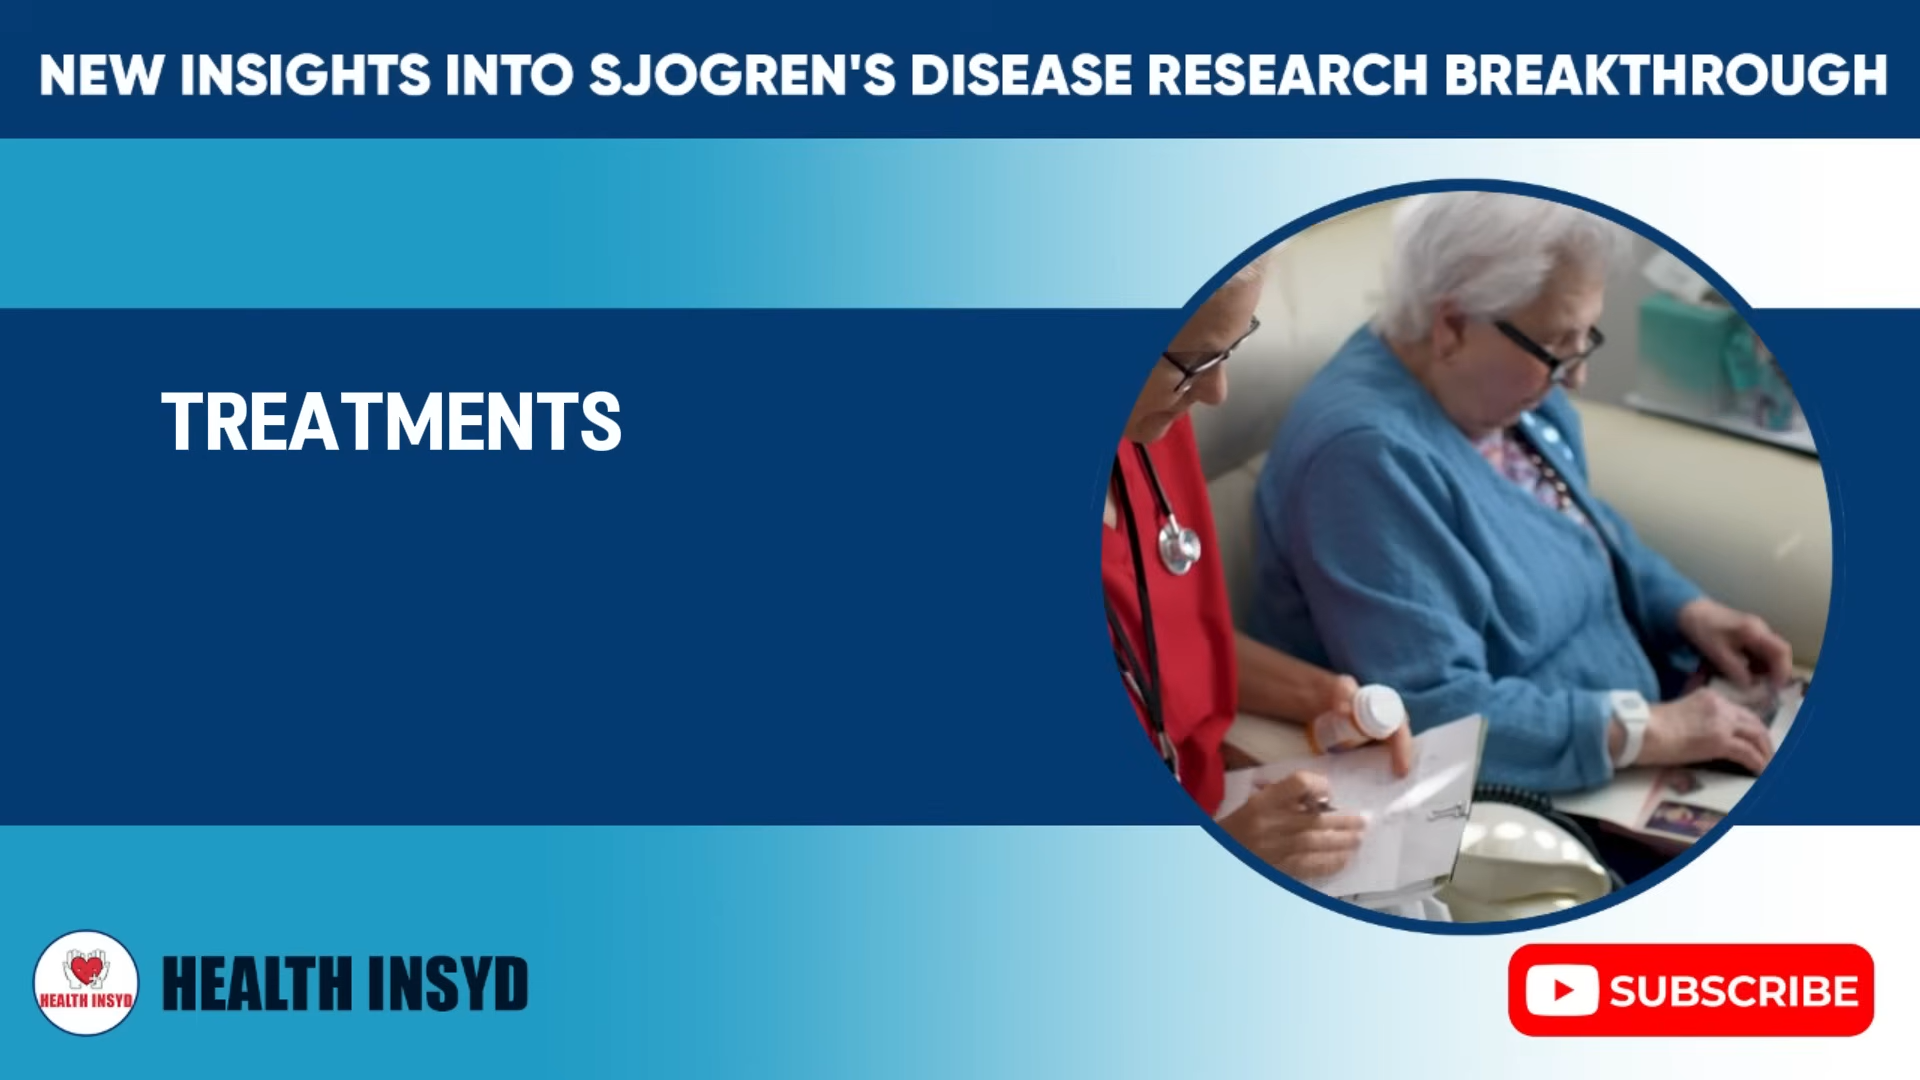 NEW INSIGHTS INTO SJOGREN'S DISEASE RESEARCH BREAKTHROUGH
TREATMENTS
HEALTH INSYD
HEALTH INSYD
SUBSCRIBE